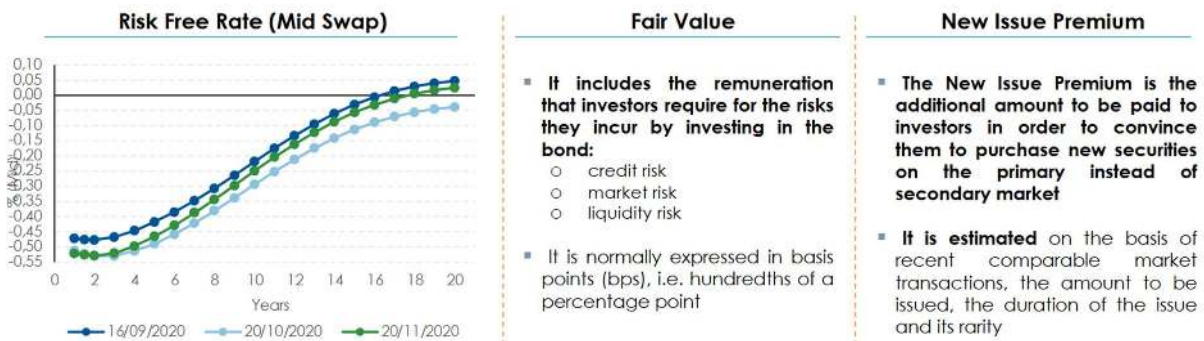 Risk Free Rate (Mid Swap)
0,10
0,05
0,00
-0,05
-0,10
-0,15
-0,20
-0,25
-0,30
-0,35
-0,40
-0,45
-0,50
-0,55
0 2 4 6 8 10 12 14 16 18 20
Years
16/09/2020 20/10/2020 20/11/2020
Fair Value
▪ It includes the remuneration
that investors require for the risks
they incur by investing in the
bond:
o credit risk
o market risk
o liquidity risk
▪ It is normally expressed in basis
points (bps), i.e. hundredths of a
percentage point
New Issue Premium
▪ The New Issue Premium is the
additional amount to be paid to
investors in order to convince
them to purchase new securities
on the primary instead of
secondary market
▪ It is estimated on the basis of
recent comparable market
transactions, the amount to be
issued, the duration of the issue
and its rarity